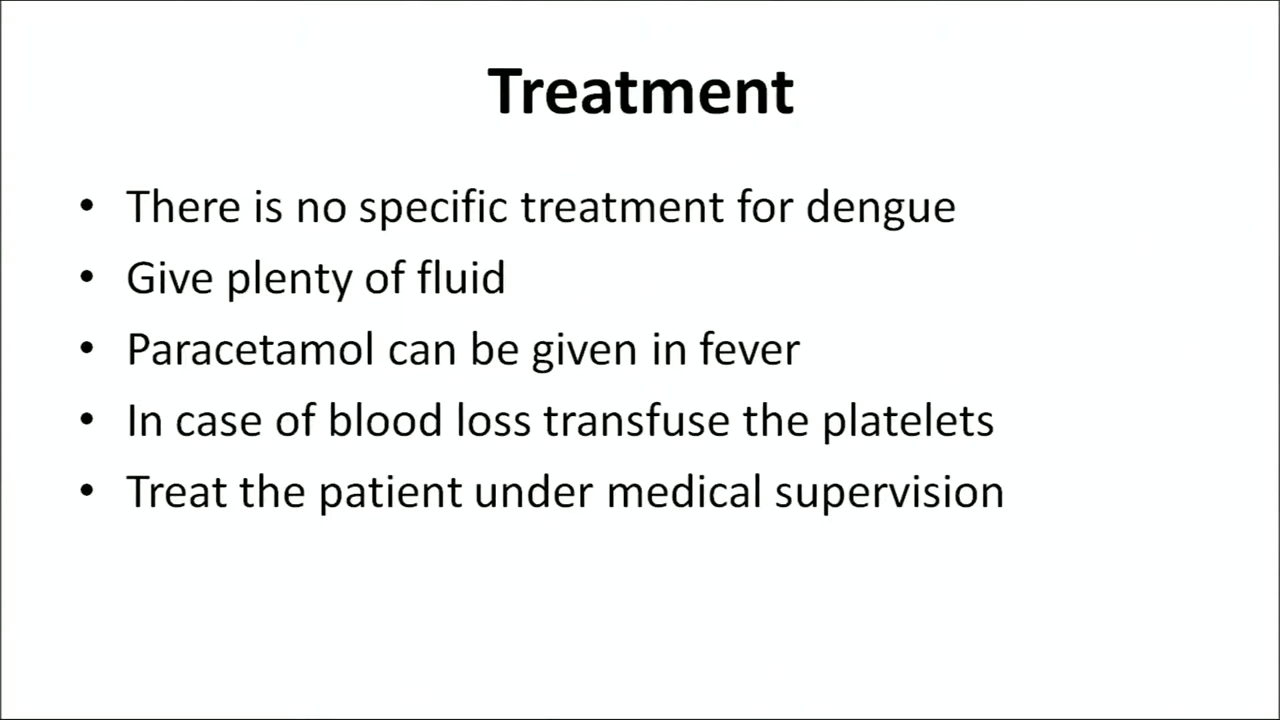 Treatment
• There is no specific treatment for dengue
• Give plenty of fluid
• Paracetamol can be given in fever
• In case of blood loss transfuse the platelets
• Treat the patient under medical supervision